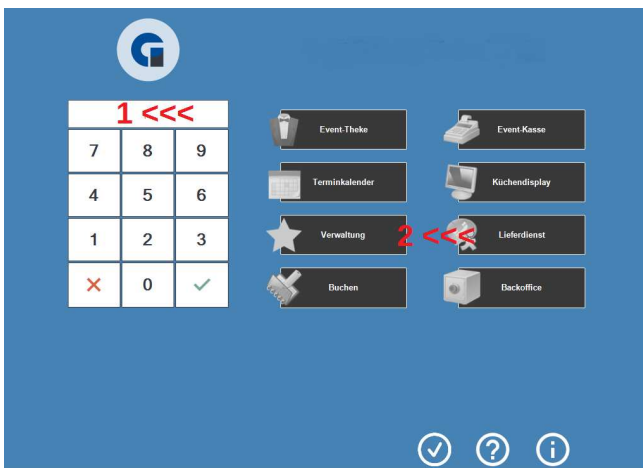 G
1 <<<
7 8 9
4 5 6
1 2 3
0
Event-Theke
Event-Kasse
Terminkalender
Küchendisplay
Verwaltung
2 <<<
Lieferdienst
Buchen
Backoffice
? i